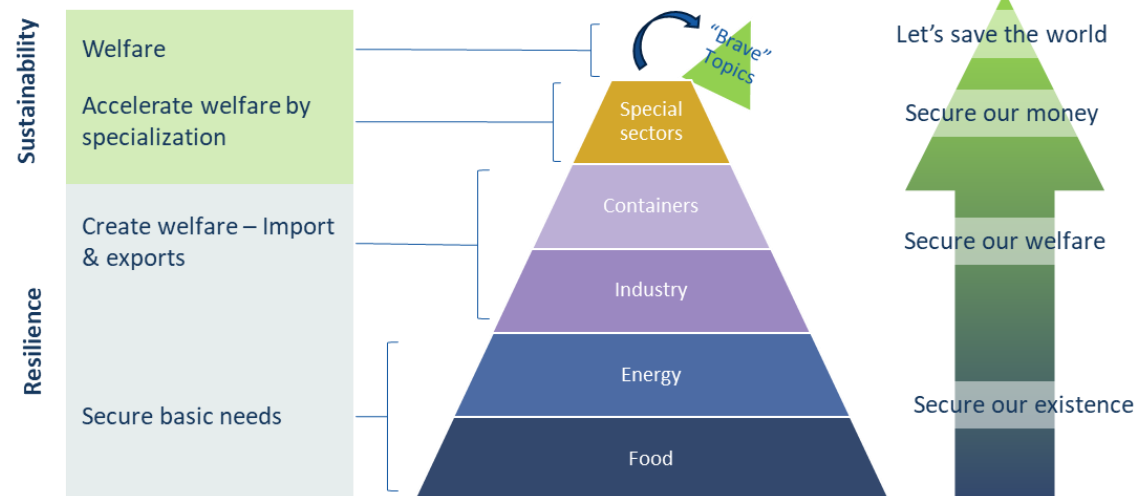 Sustainability
Resilience
Welfare
Accelerate welfare by
specialization
Create welfare – Import
& exports
Secure basic needs
"Brave"
Topics
Special
sectors
Containers
Industry
Energy
Food
Let's save the world
Secure our money
Secure our welfare
Secure our existence